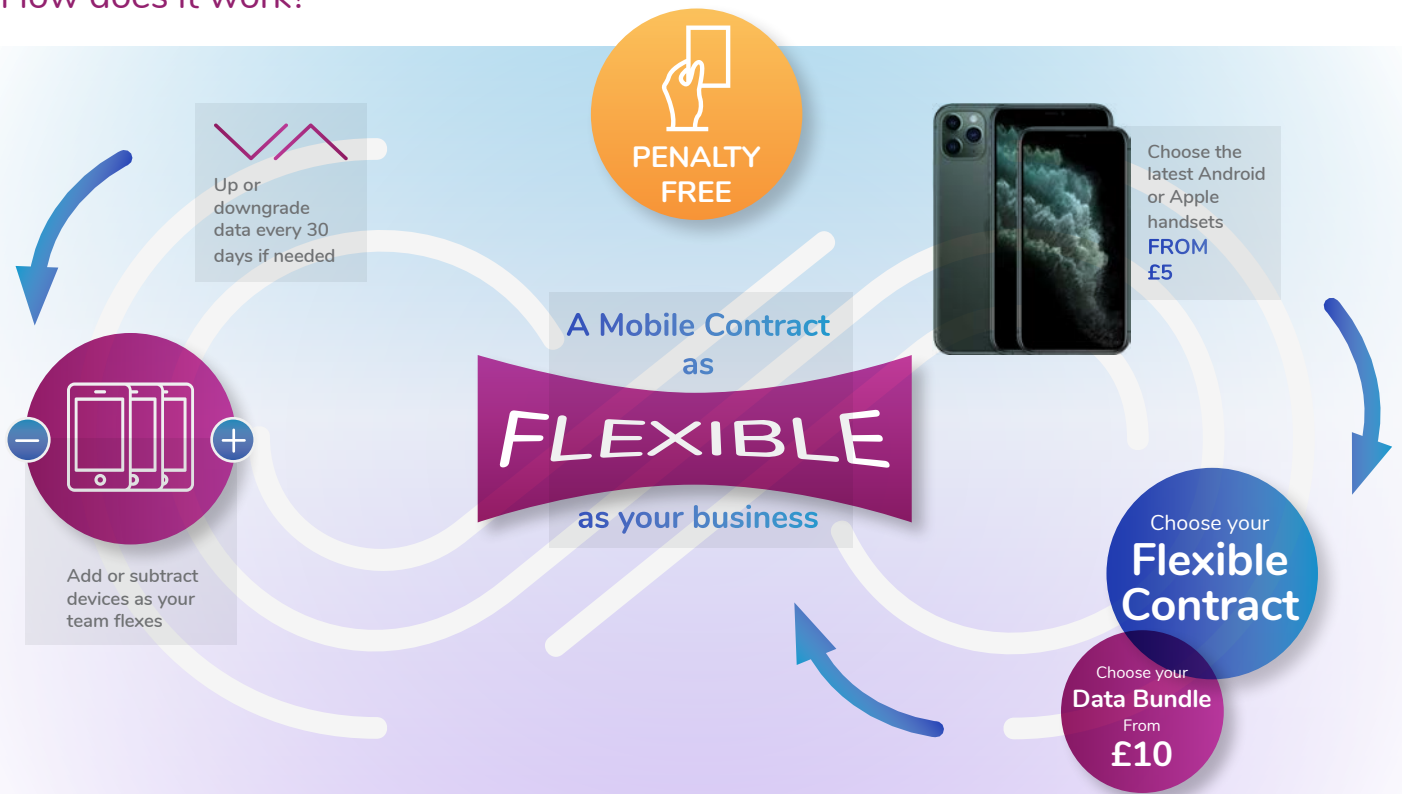 How does it work?
PENALTY
FREE
Up or
downgrade
data every 30
days if needed
Choose the
latest Android
or Apple
handsets
FROM
£5
A Mobile Contract
as
FLEXIBLE
as your business
Add or subtract
devices as your
team flexes
Choose your
Flexible
Contract
Choose your
Data Bundle
From
£10